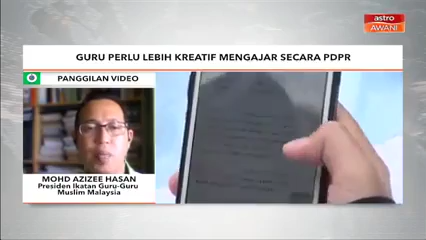 astro
AWANI
GURU PERLU LEBIH KREATIF MENGAJAR SECARA PDPR
PANGGILAN VIDEO
MOHD AZIZEE HASAN
Presiden Ikatan Guru-Guru
Muslim Malaysia